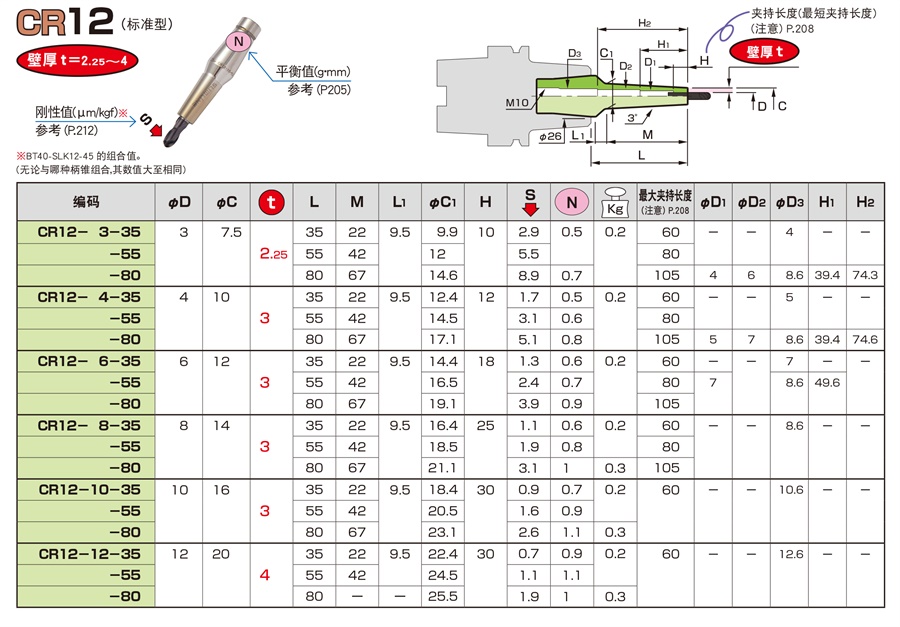 CR12 (标准型)
壁厚 t=2.25~4
N
平衡值(g·mm)
参考 (P205)
刚性值(μm/kgf)※
参考 (P.212)
S
※BT40-SLK12-45 的组合值。
(无论与哪种柄锥组合,其数值大至相同)
夹持长度(最短夹持长度)
(注意) P.208
壁厚 t
H2
H1
H
D3
C1
D2
D1
M10
φ26
L1
3°
M
L
D
C
编码 φD φC t L M L1 φC1 H S N Kg 最大夹持长度 (注意) P.208 φD1 φD2 φD3 H1 H2
CR12- 3-35 3 7.5 2.25 35 22 9.5 9.9 10 2.9 0.5 0.2 60 — — 4 — —
-55 55 42 12 5.5 80
-80 80 67 14.6 8.9 0.7 105 4 6 8.6 39.4 74.3
CR12- 4-35 4 10 3 35 22 9.5 12.4 12 1.7 0.5 0.2 60 — — 5 — —
-55 55 42 14.5 3.1 0.6 80
-80 80 67 17.1 5.1 0.8 105 5 7 8.6 39.4 74.6
CR12- 6-35 6 12 3 35 22 9.5 14.4 18 1.3 0.6 0.2 60 — — 7 — —
-55 55 42 16.5 2.4 0.7 80 7 8.6 49.6
-80 80 67 19.1 3.9 0.9 105
CR12- 8-35 8 14 3 35 22 9.5 16.4 25 1.1 0.6 0.2 60 — — 8.6 — —
-55 55 42 18.5 1.9 0.8 80
-80 80 67 21.1 3.1 1 0.3 105
CR12-10-35 10 16 3 35 22 9.5 18.4 30 0.9 0.7 0.2 60 — — 10.6 — —
-55 55 42 20.5 1.6 0.9
-80 80 67 23.1 2.6 1.1 0.3
CR12-12-35 12 20 4 35 22 9.5 22.4 30 0.7 0.9 0.2 60 — — 12.6 — —
-55 55 42 24.5 1.1 1.1
-80 80 — — 25.5 1.9 1 0.3